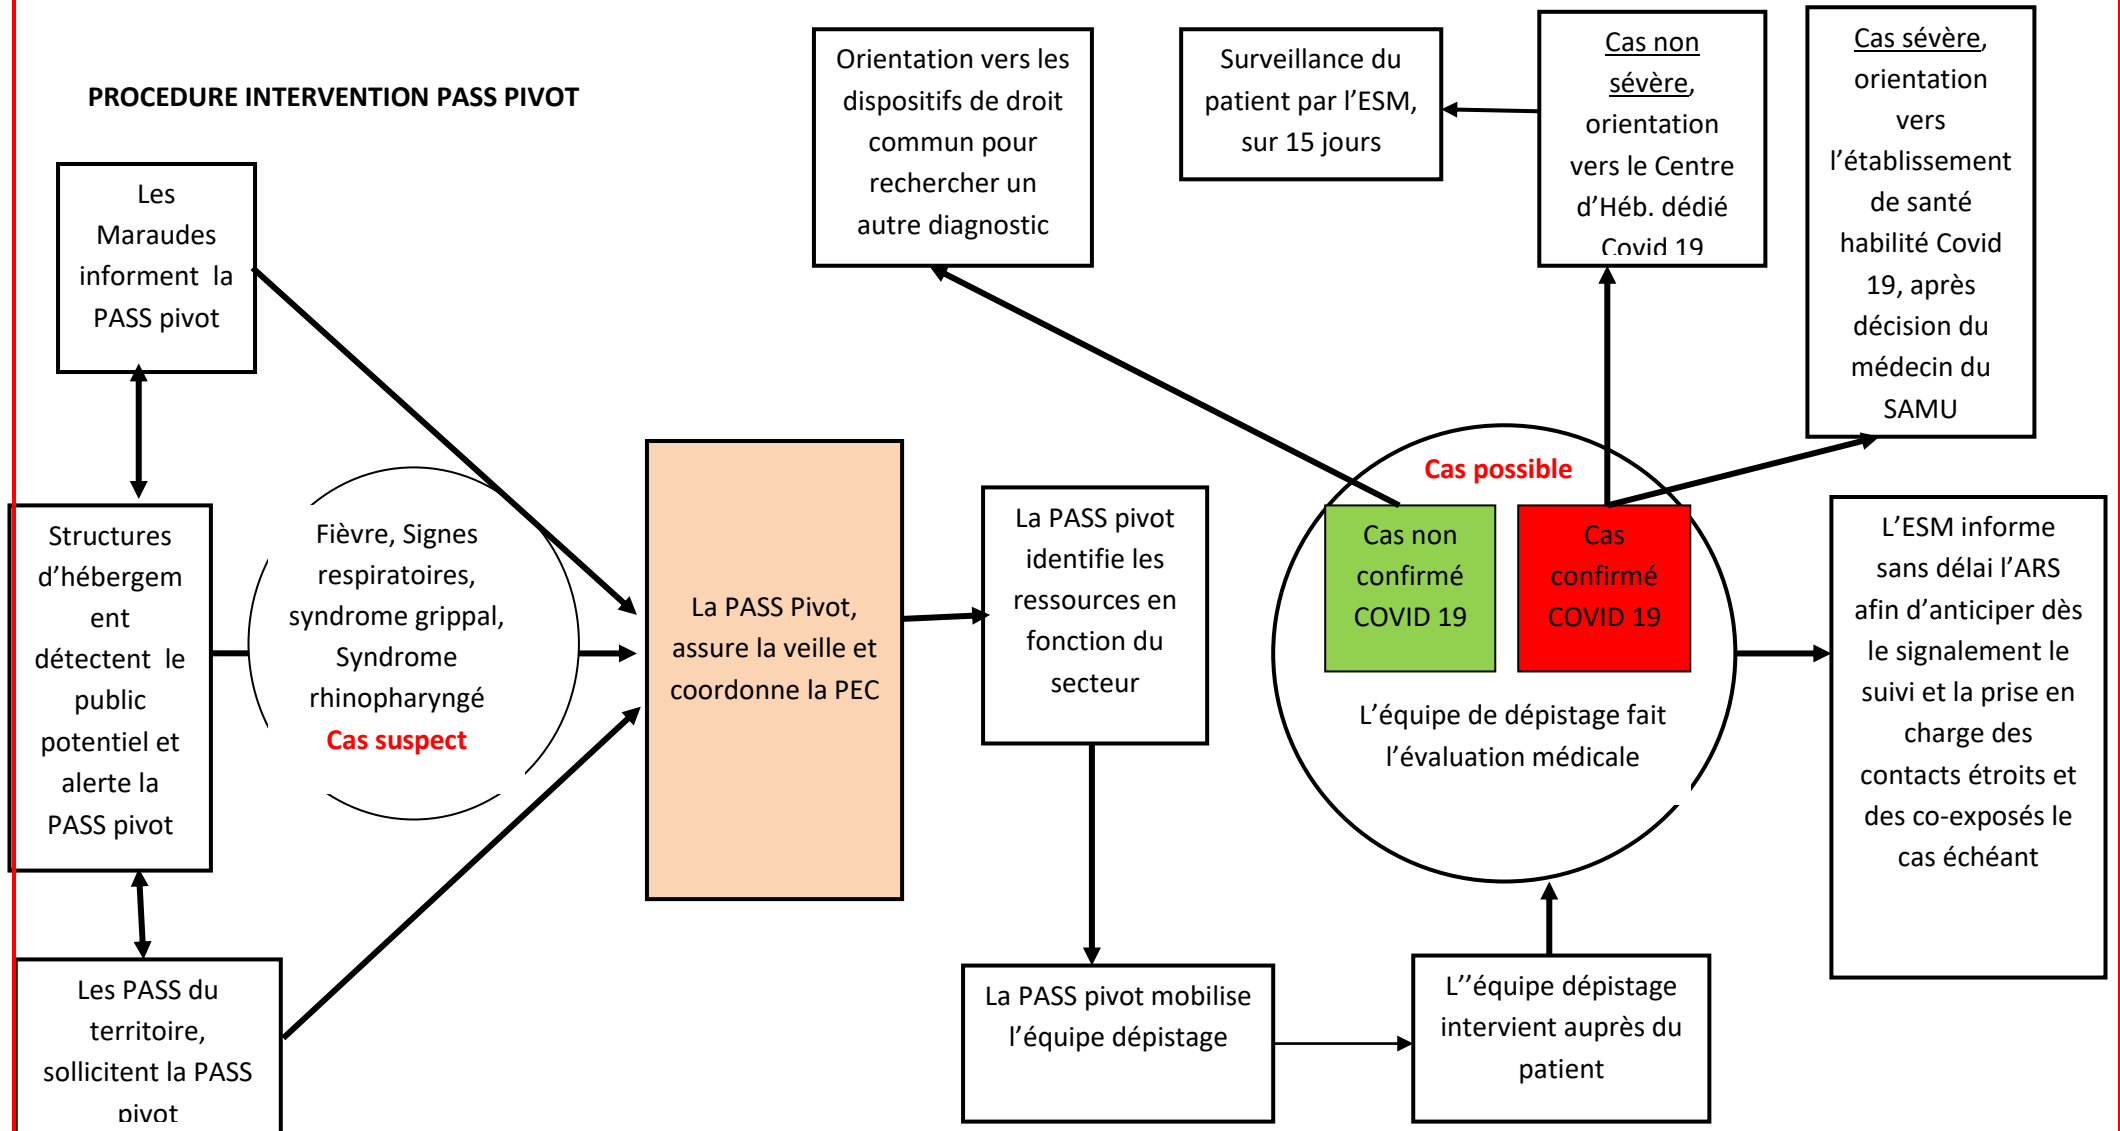 PROCEDURE INTERVENTION PASS PIVOT
Les
Maraudes
informent la
PASS pivot
Structures
d’hébergem
ent
détectent le
public
potentiel et
alerte la
PASS pivot
Les PASS du
territoire,
sollicitent la PASS
pivot
Fièvre, Signes
respiratoires,
syndrome grippal,
Syndrome
rhinopharyngé
Cas suspect
La PASS Pivot,
assure la veille et
coordonne la PEC
La PASS pivot
identifie les
ressources en
fonction du
secteur
La PASS pivot mobilise
l’équipe dépistage
L’’équipe dépistage
intervient auprès du
patient
Cas possible
Cas non
confirmé
COVID 19
Cas
confirmé
COVID 19
L’équipe de dépistage fait
l’évaluation médicale
Orientation vers les
dispositifs de droit
commun pour
rechercher un
autre diagnostic
Surveillance du
patient par l’ESM,
sur 15 jours
Cas non
sévère,
orientation
vers le Centre
d’Héb. dédié
Covid 19
Cas sévère,
orientation
vers
l’établissement
de santé
habilité Covid
19, après
décision du
médecin du
SAMU
L’ESM informe
sans délai l’ARS
afin d’anticiper dès
le signalement le
suivi et la prise en
charge des
contacts étroits et
des co-exposés le
cas échéant